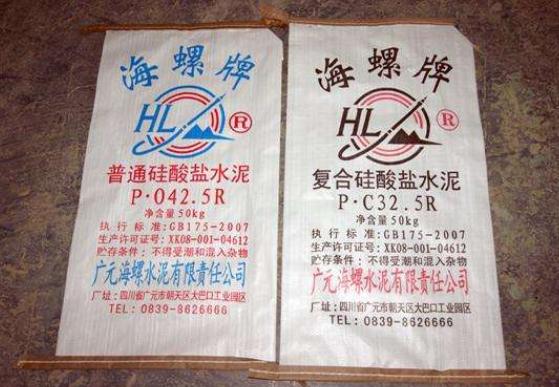 海螺牌
HL ®
普通硅酸盐水泥
P·O42.5R
净含量50kg
执行标准:GB175-2007
生产许可证号:XK08-001-04612
贮存条件:不得受潮和混入杂物
广元海螺水泥有限责任公司
厂址:四川省广元市朝天区大巴口工业园区
TEL:0839-8626666
海螺牌
HL ®
复合硅酸盐水泥
P·C32.5R
净含量50kg
执行标准:GB175-2007
生产许可证号:XK08-001-04612
贮存条件:不得受潮和混入杂物
广元海螺水泥有限责任公司
厂址:四川省广元市朝天区大巴口工业园区
TEL:0839-8626666